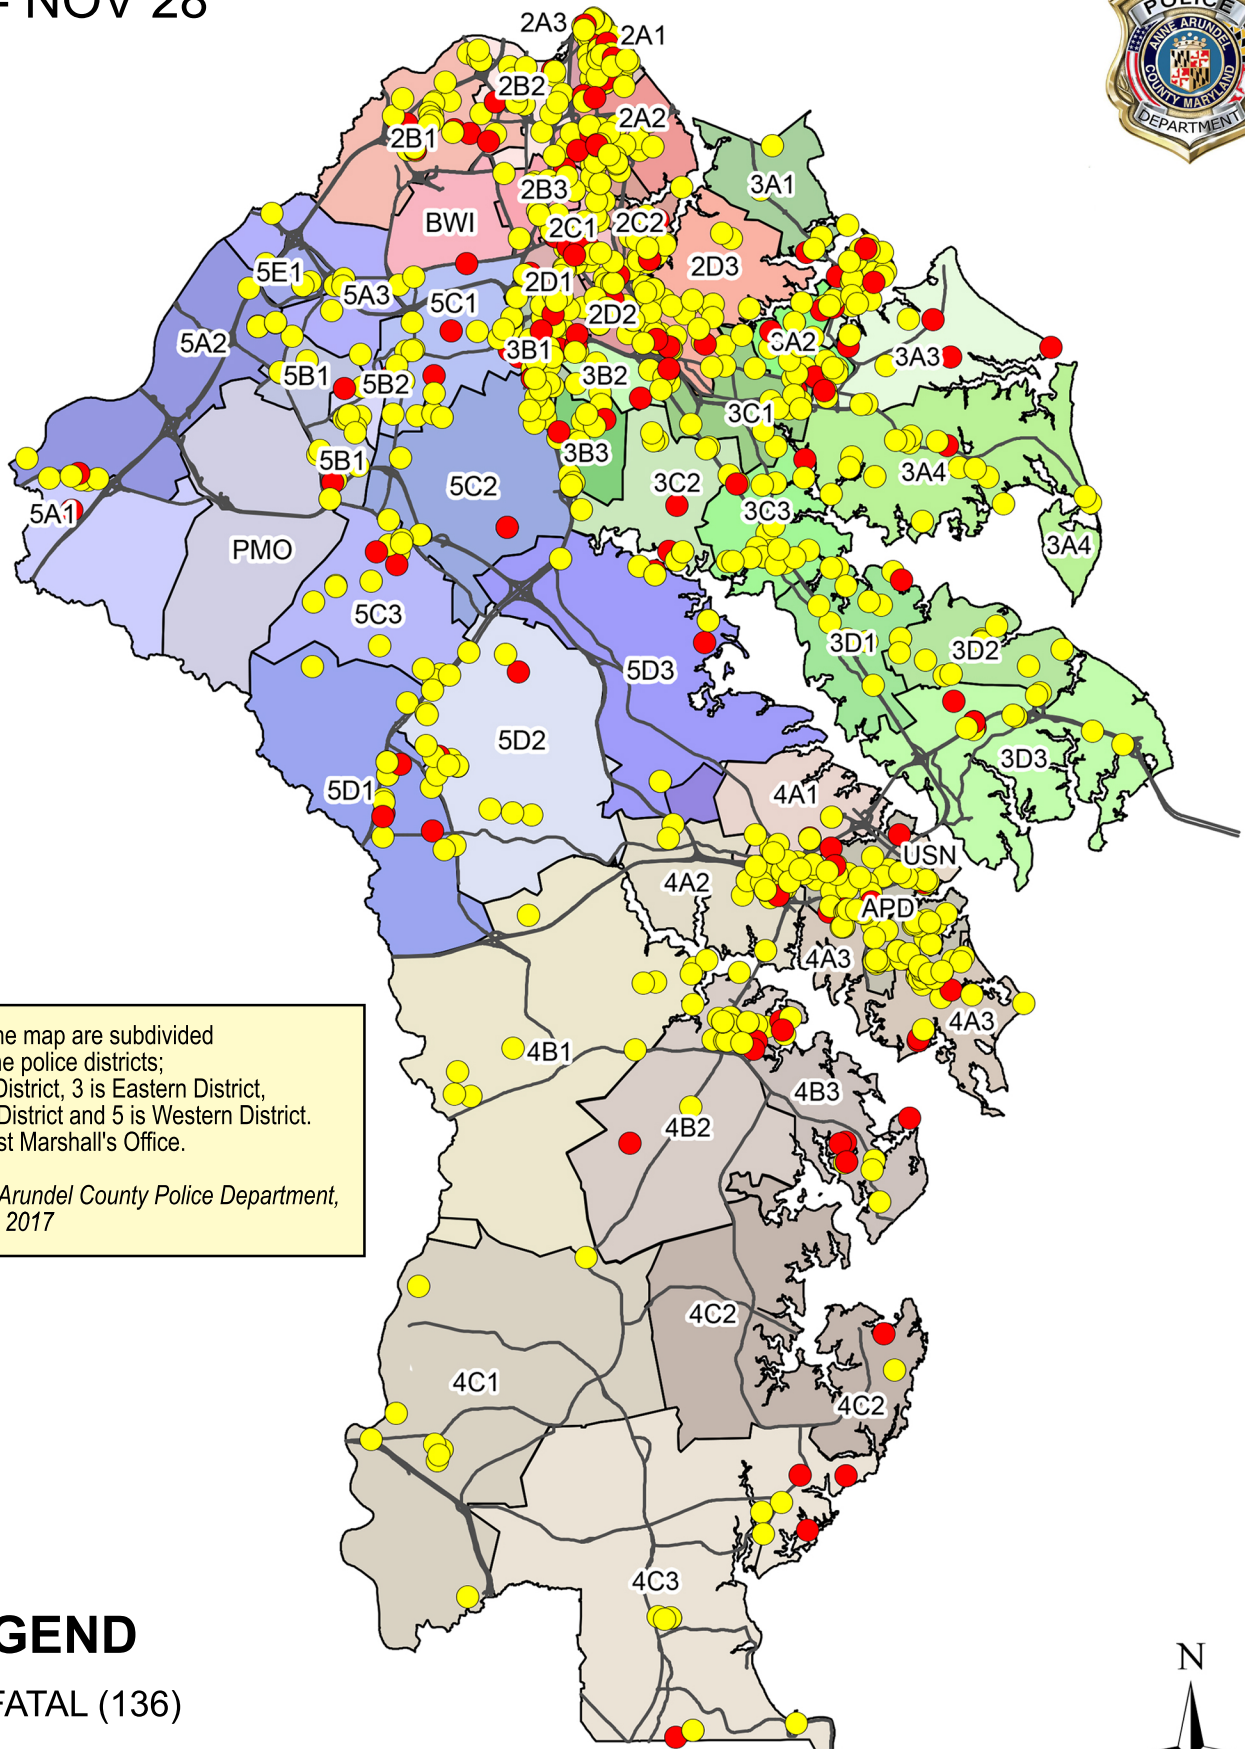 - NOV 28
POLICE
ANNE ARUNDEL
COUNTY MARYLAND
DEPARTMENT
2A3
2A1
2B2
2A2
2B1
3A1
2B3
BWI
2C1
2C2
2D3
5E1
2D1
5A3
5C1
2D2
5A2
3B1
3A2
3A3
5B1
5B2
3B2
3C1
3B3
5B1
3A4
5C2
3C2
5A1
3C3
PMO
3A4
5C3
3D1
3D2
5D3
5D2
3D3
5D1
4A1
USN
4A2
APD
4A3
4A3
4B1
4B3
4B2
4C2
4C1
4C2
4C3
ne map are subdivided
ne police districts;
District, 3 is Eastern District,
District and 5 is Western District.
st Marshall's Office.
Arundel County Police Department,
2017
GEND
FATAL (136)
N